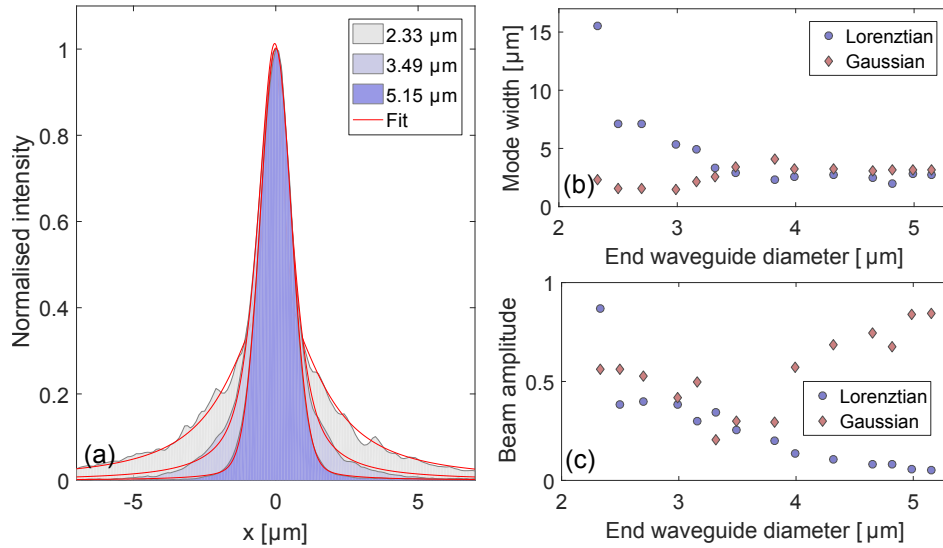 1
0.8
0.6
0.4
0.2
0
Normalised intensity
2.33 µm
3.49 µm
5.15 µm
Fit
(a)
-5
0
5
x [µm]
15
10
5
0
Mode width [µm]
Lorenztian
Gaussian
(b)
2
3
4
5
End waveguide diameter [µm]
1
0.5
0
Beam amplitude
Lorenztian
Gaussian
(c)
2
3
4
5
End waveguide diameter [µm]